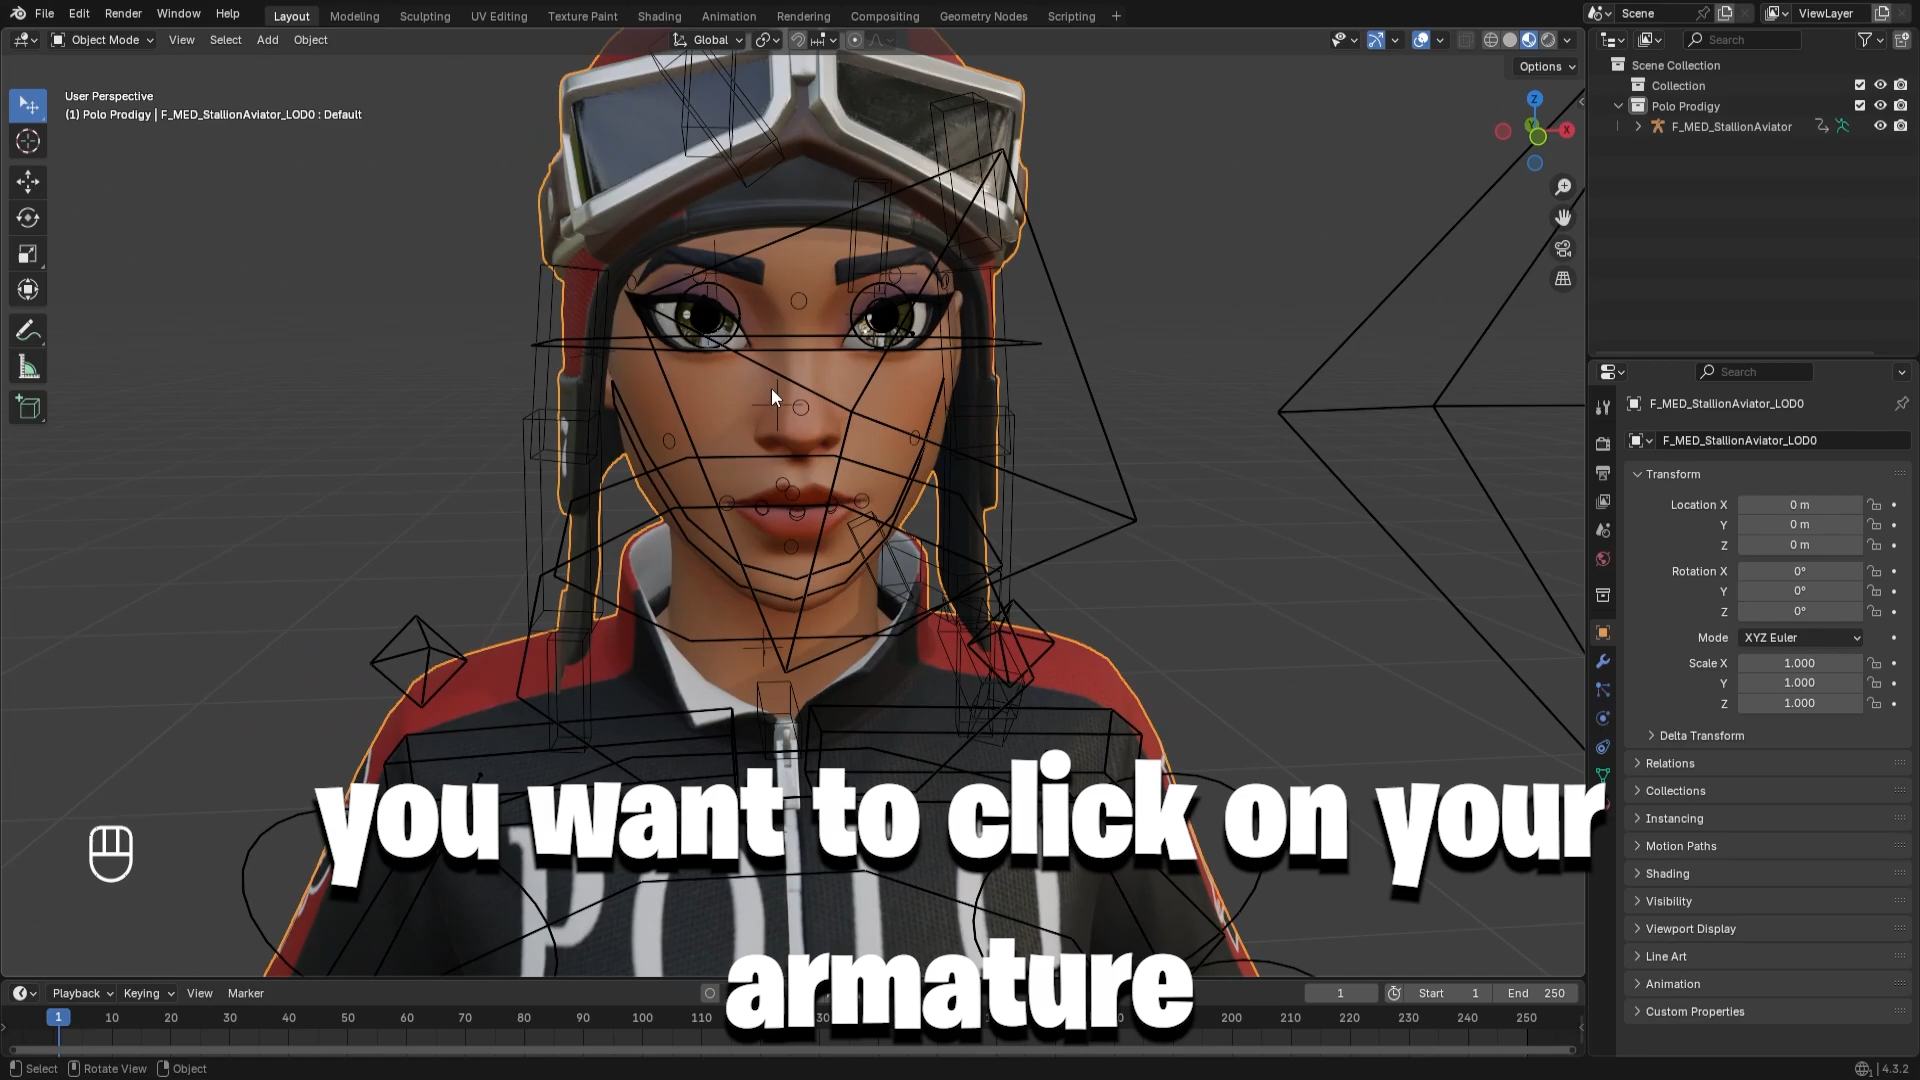 File Edit Render Window Help Layout Modeling Sculpting UV Editing Texture Paint Shading Animation Rendering Compositing Geometry Nodes Scripting + Scene ViewLayer
Object Mode View Select Add Object Global Search
Options
User Perspective
(1) Polo Prodigy | F_MED_StallionAviator_LOD0 : Default
Z
X
Scene Collection
Collection
Polo Prodigy
F_MED_StallionAviator
Search
F_MED_StallionAviator_LOD0
F_MED_StallionAviator_LOD0
Transform
Location X 0 m
Y 0 m
Z 0 m
Rotation X 0°
Y 0°
Z 0°
Mode XYZ Euler
Scale X 1.000
Y 1.000
Z 1.000
Delta Transform
Relations
Collections
Instancing
Motion Paths
Shading
Visibility
Viewport Display
Line Art
Animation
Custom Properties
you want to click on your
armature
POLO
Playback Keying View Marker 1 Start 1 End 250
1 10 20 30 40 50 60 70 80 90 100 110 200 210 220 230 240 250
Select Rotate View Object 4.3.2